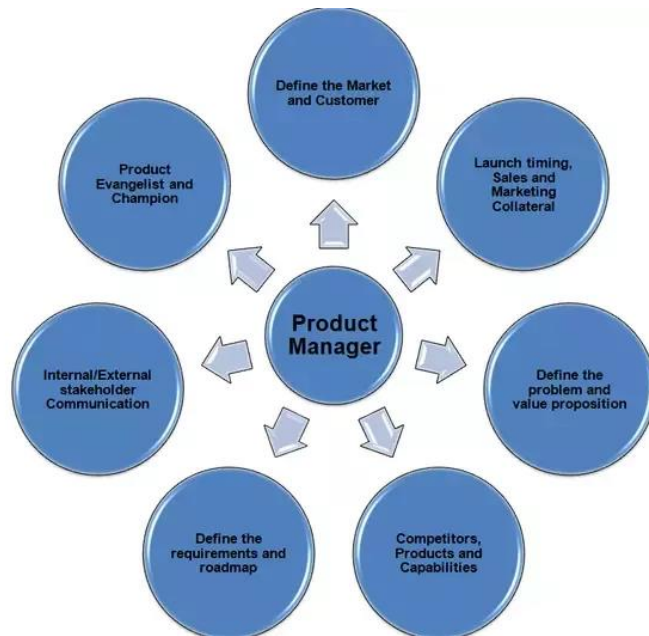 Define the Market
and Customer
Launch timing,
Sales and
Marketing
Collateral
Define the
problem and
value proposition
Competitors,
Products and
Capabilities
Define the
requirements and
roadmap
Internal/External
stakeholder
Communication
Product
Evangelist and
Champion
Product
Manager